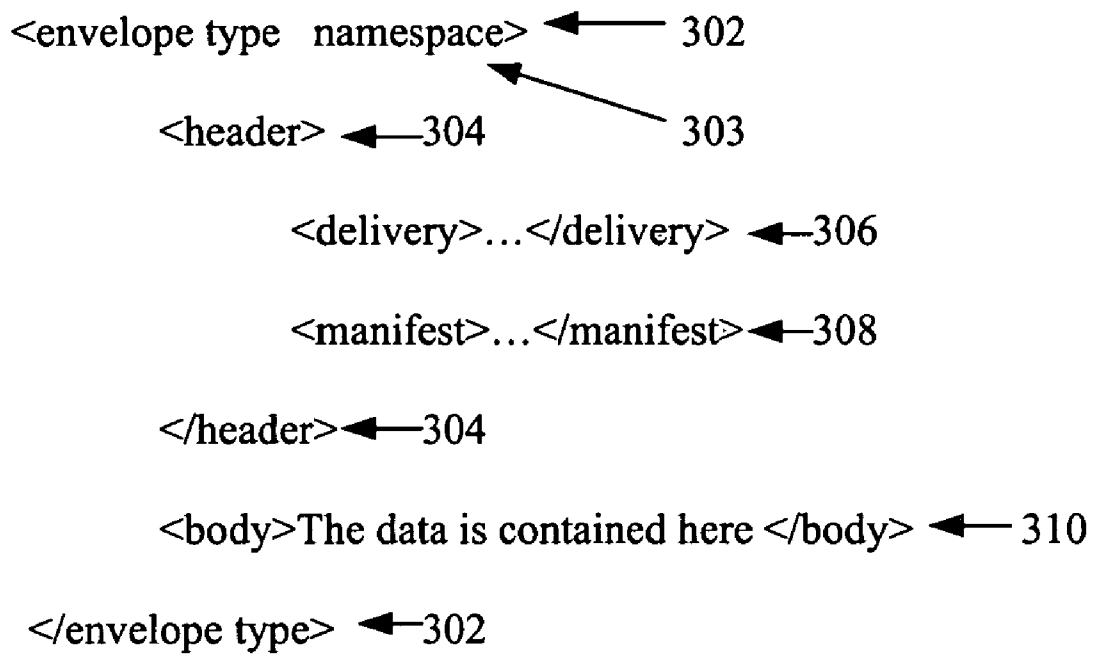 <envelope type namespace> 302
303
<header> 304
<delivery>...</delivery> 306
<manifest>...</manifest> 308
</header> 304
<body>The data is contained here </body> 310
</envelope type> 302